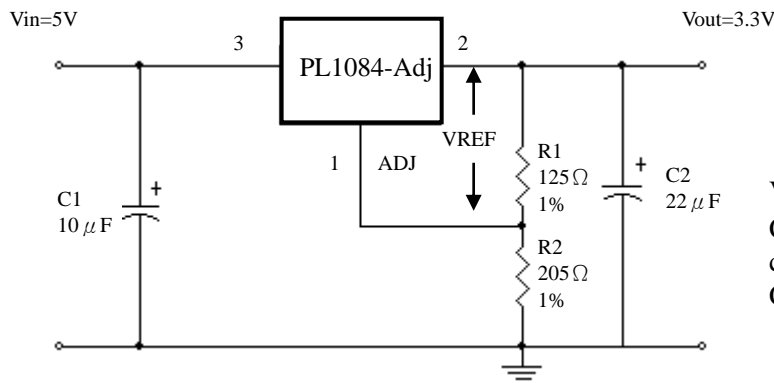 Vin=5V
Vout=3.3V
3
PL1084-Adj
2
1
ADJ
VREF
C1
10μF
+
R1
125Ω
1%
R2
205Ω
1%
+
C2
22μF